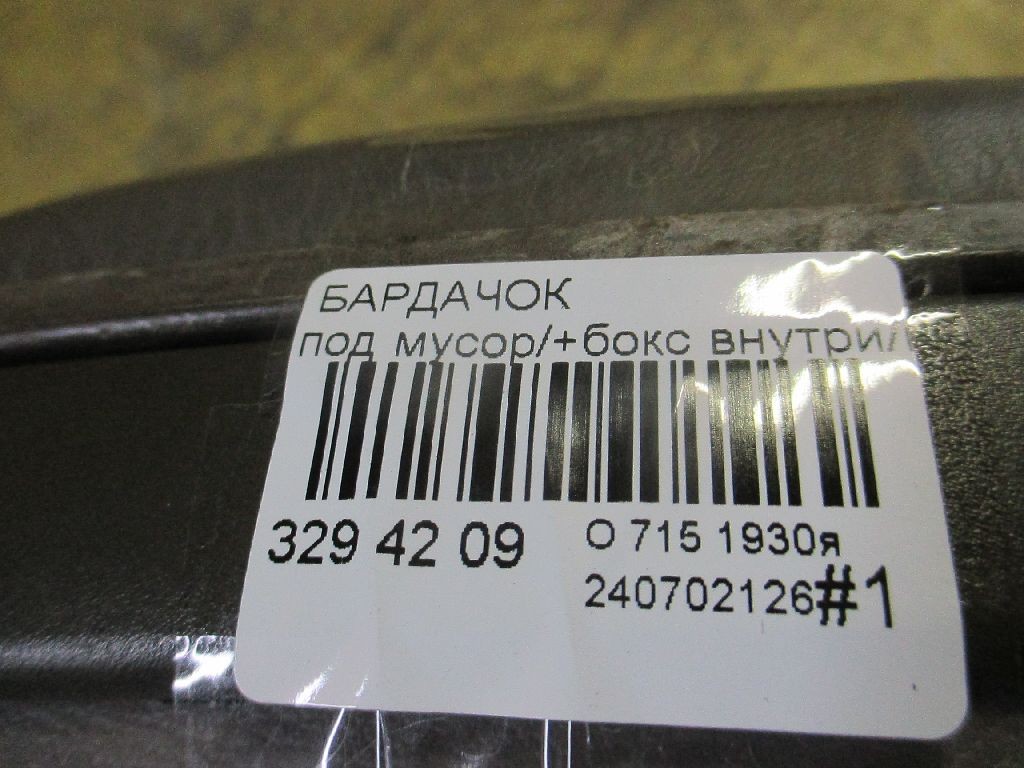 БАРДАЧОК
под мусор/+бокс внутри/
329 42 09
О 715 1930я
240702126#1